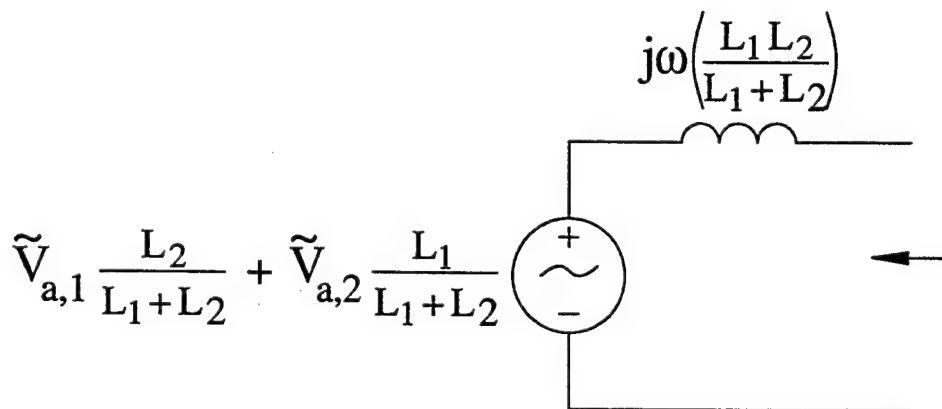 jω(L₁L₂/(L₁+L₂))
Ṽₐ,₁ L₂/(L₁+L₂) + Ṽₐ,₂ L₁/(L₁+L₂)
+
−